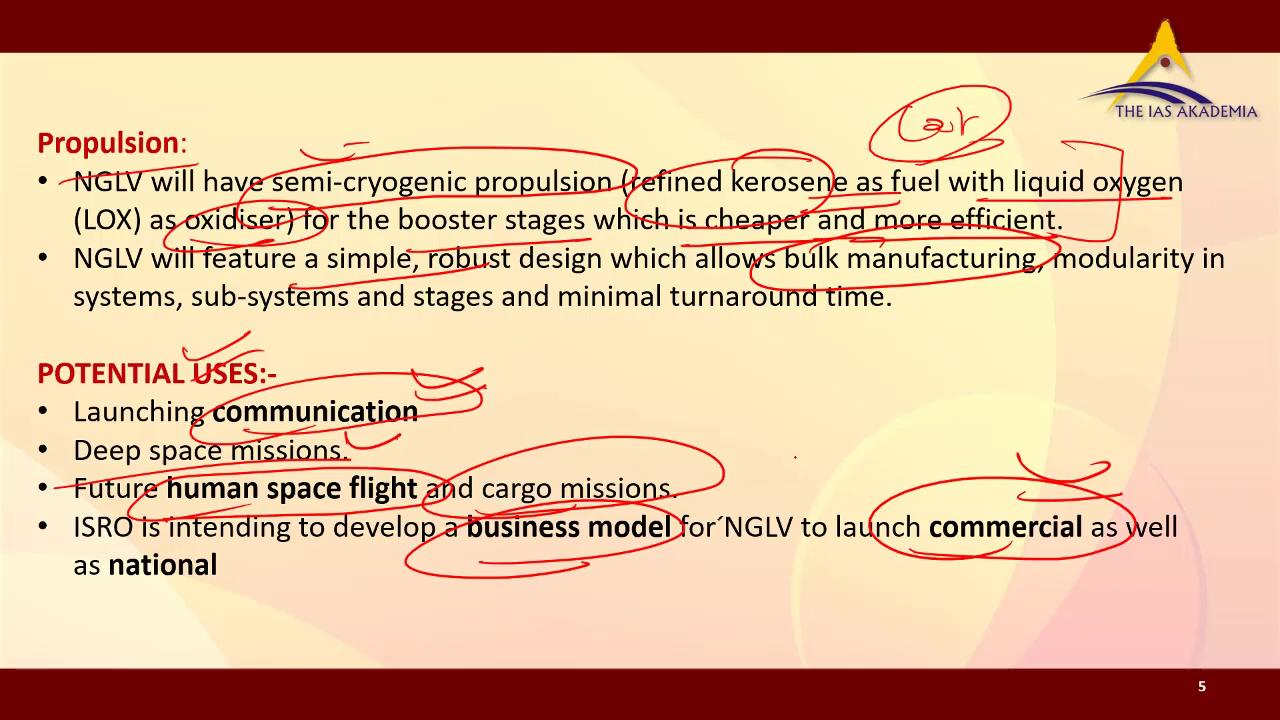 THE IAS AKADEMIA
Propulsion:
• NGLV will have semi-cryogenic propulsion (refined kerosene as fuel with liquid oxygen
(LOX) as oxidiser) for the booster stages which is cheaper and more efficient.
• NGLV will feature a simple, robust design which allows bulk manufacturing, modularity in
systems, sub-systems and stages and minimal turnaround time.
POTENTIAL USES:-
• Launching communication
• Deep space missions.
• Future human space flight and cargo missions.
• ISRO is intending to develop a business model for NGLV to launch commercial as well
as national
5